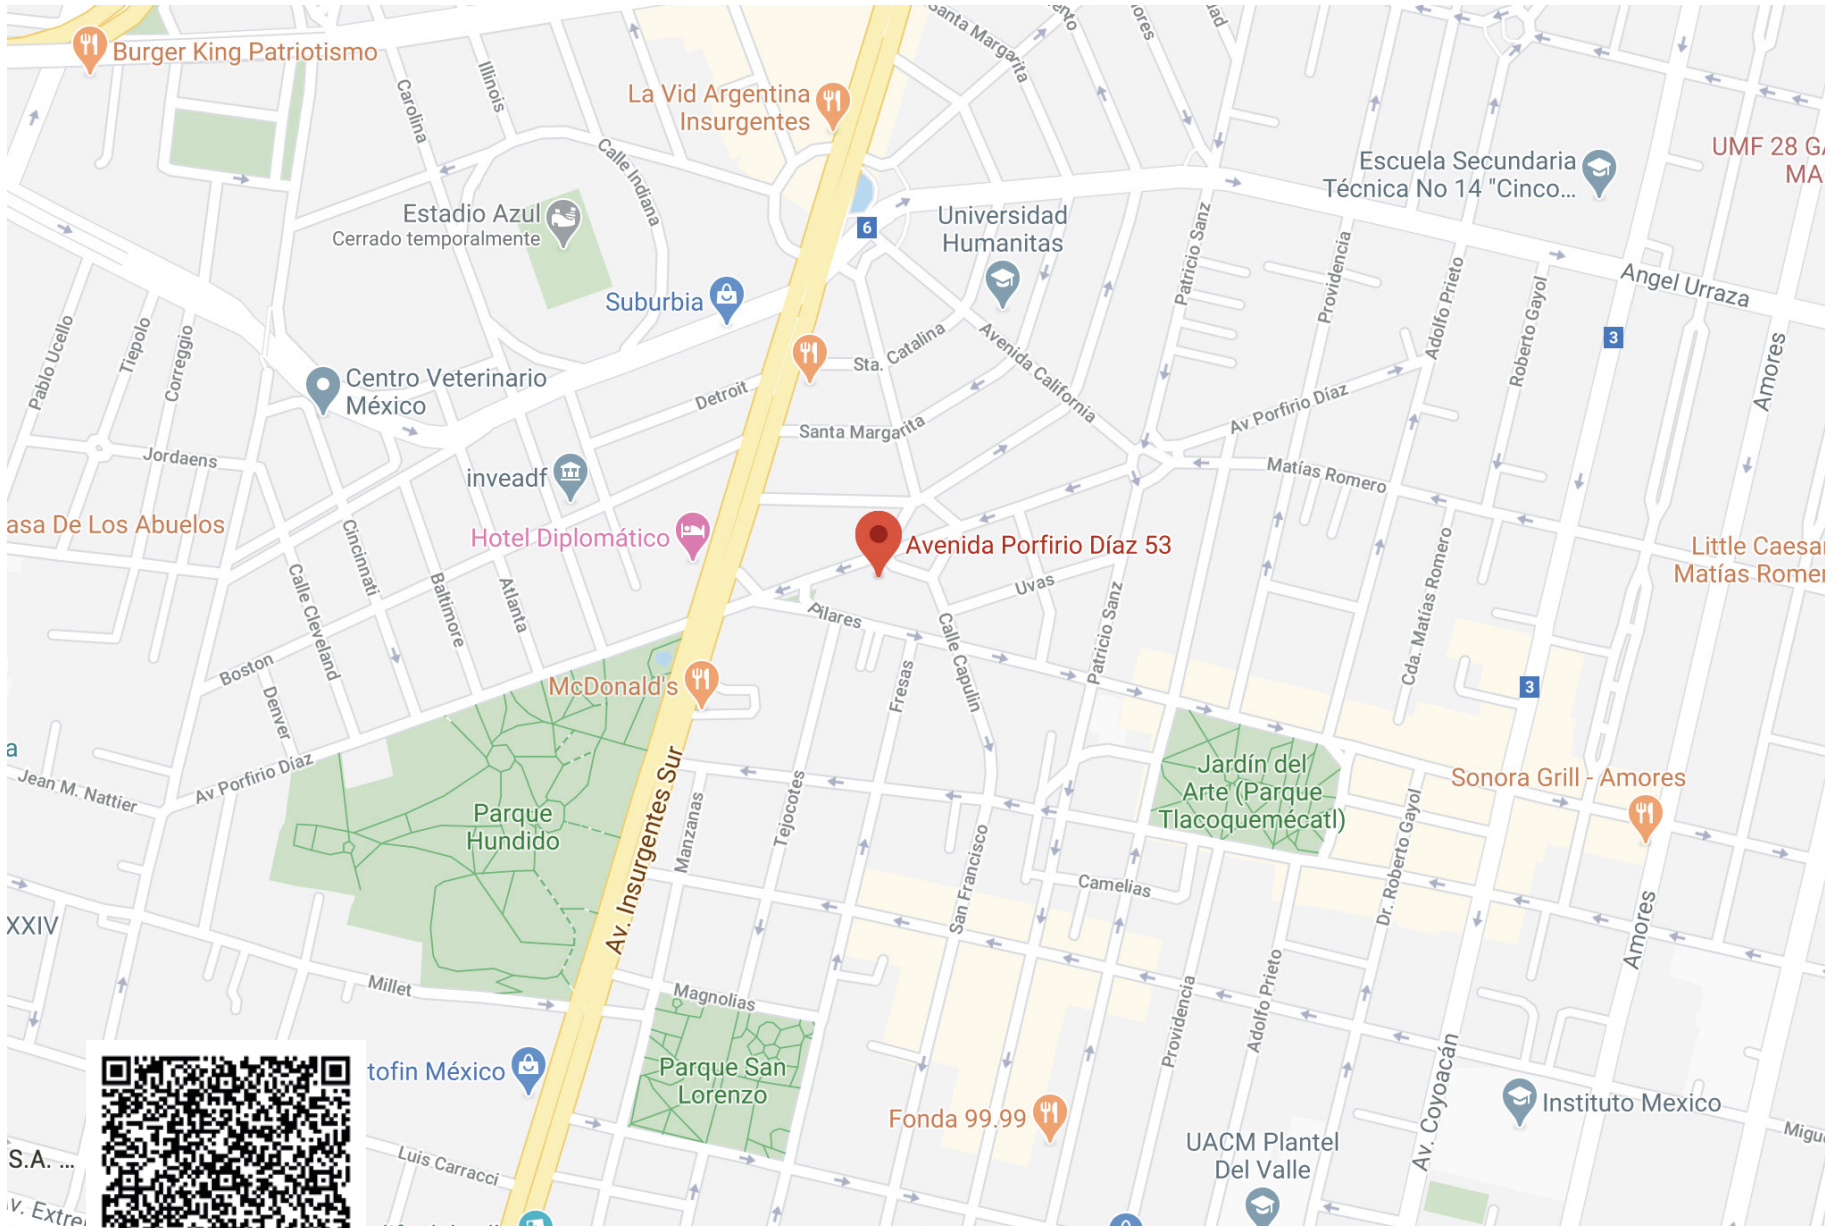 Burger King Patriotismo
Carolina
Illinois
La Vid Argentina
Insurgentes
Santa Margarita
Calle Indiana
Escuela Secundaria
Técnica No 14 "Cinco...
UMF 28 GA
MA
Estadio Azul
Cerrado temporalmente
6
Universidad
Humanitas
Patricio Sanz
Providencia
Adolfo Prieto
Roberto Gayol
Angel Urraza
3
Amores
Suburbia
Pablo Ucello
Tiepolo
Correggio
Centro Veterinario
México
Detroit
Sta. Catalina
Avenida California
Av Porfirio Díaz
Santa Margarita
Jordaens
inveadf
Matías Romero
asa De Los Abuelos
Hotel Diplomático
Avenida Porfirio Díaz 53
Little Caesa
Matías Romer
Cincinnati
Calle Cleveland
Baltimore
Atlanta
Uvas
Pilares
Patricio Sanz
Cda. Matías Romero
Calle Capulin
Fresas
Boston
Denver
McDonald's
3
a
Jean M. Nattier
Av Porfirio Díaz
Av. Insurgentes Sur
Parque
Hundido
Manzanas
Tejocotes
Jardín del
Arte (Parque
Tlacoquemécatl)
Sonora Grill - Amores
Dr. Roberto Gayol
San Francisco
Camelias
Amores
XXIV
Millet
Magnolias
Providencia
Adolfo Prieto
Av. Coyoacán
tofin México
Parque San
Lorenzo
Fonda 99.99
Instituto Mexico
Migu
UACM Plantel
Del Valle
S.A. ...
Luis Carracci
v. Extre